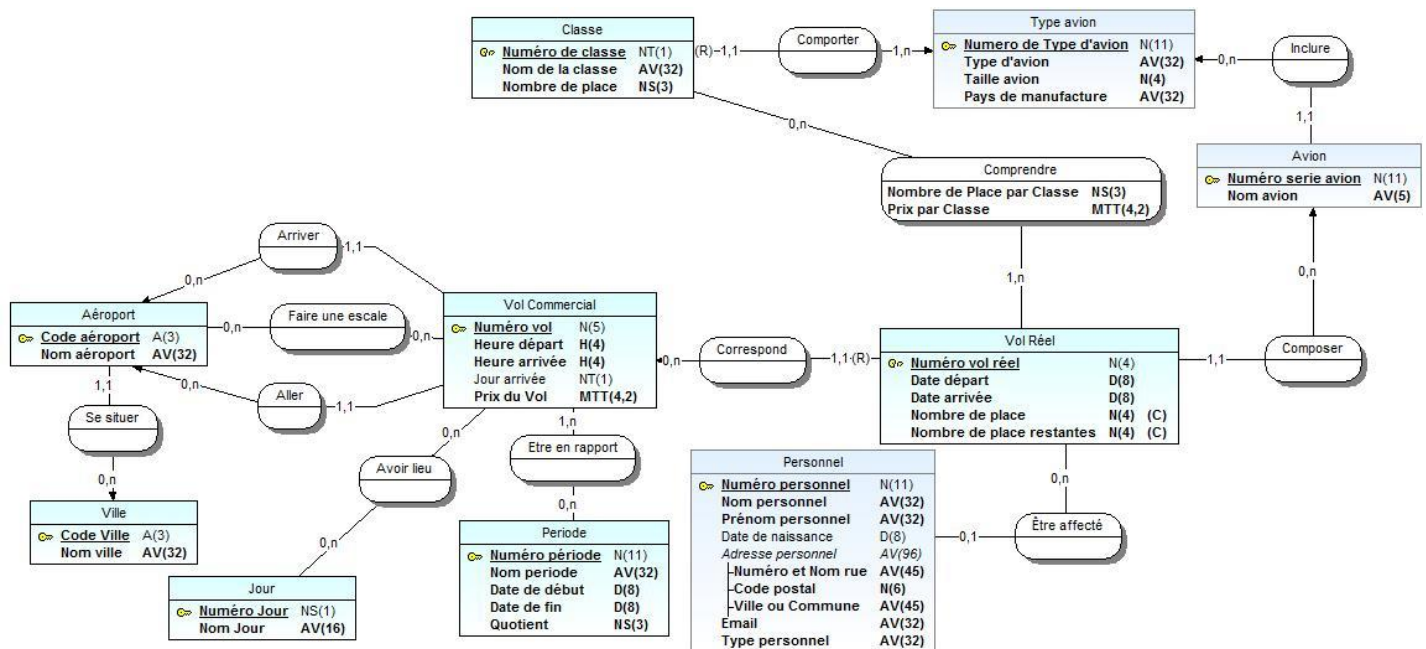 Classe
Numéro de classe NT(1)
Nom de la classe AV(32)
Nombre de place NS(3)
(R) 1,1
Comporter
1,n
Type avion
Numero de Type d'avion N(11)
Type d'avion AV(32)
Taille avion N(4)
Pays de manufacture AV(32)
Inclure
0,n
1,1
0,n
Comprendre
Nombre de Place par Classe NS(3)
Prix par Classe MTT(4,2)
1,n
Avion
Numéro serie avion N(11)
Nom avion AV(5)
0,n
Arriver
1,1
0,n
Aéroport
Code aéroport A(3)
Nom aéroport AV(32)
0,n
Faire une escale
0,n
Vol Commercial
Numéro vol N(5)
Heure départ H(4)
Heure arrivée H(4)
Jour arrivée NT(1)
Prix du Vol MTT(4,2)
0,n
Correspond
1,1 (R)
Vol Réel
Numéro vol réel N(4)
Date départ D(8)
Date arrivée D(8)
Nombre de place N(4) (C)
Nombre de place restantes N(4) (C)
1,1
Composer
0,n
Aller
1,1
1,1
Se situer
0,n
Ville
Code Ville A(3)
Nom ville AV(32)
0,n
Avoir lieu
0,n
Jour
Numéro Jour NS(1)
Nom Jour AV(16)
1,n
Etre en rapport
0,n
Periode
Numéro période N(11)
Nom periode AV(32)
Date de début D(8)
Date de fin D(8)
Quotient NS(3)
Personnel
Numéro personnel N(11)
Nom personnel AV(32)
Prénom personnel AV(32)
Date de naissance D(8)
Adresse personnel AV(96)
Numéro et Nom rue AV(45)
Code postal N(6)
Ville ou Commune AV(45)
Email AV(32)
Type personnel AV(32)
0,1
Être affecté
0,n